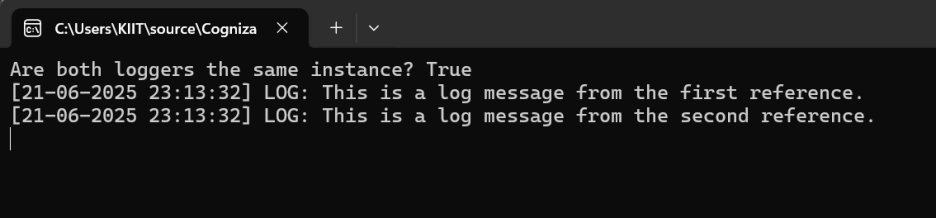 C:\Users\KIIT\source\Cogniza
Are both loggers the same instance? True
[21-06-2025 23:13:32] LOG: This is a log message from the first reference.
[21-06-2025 23:13:32] LOG: This is a log message from the second reference.